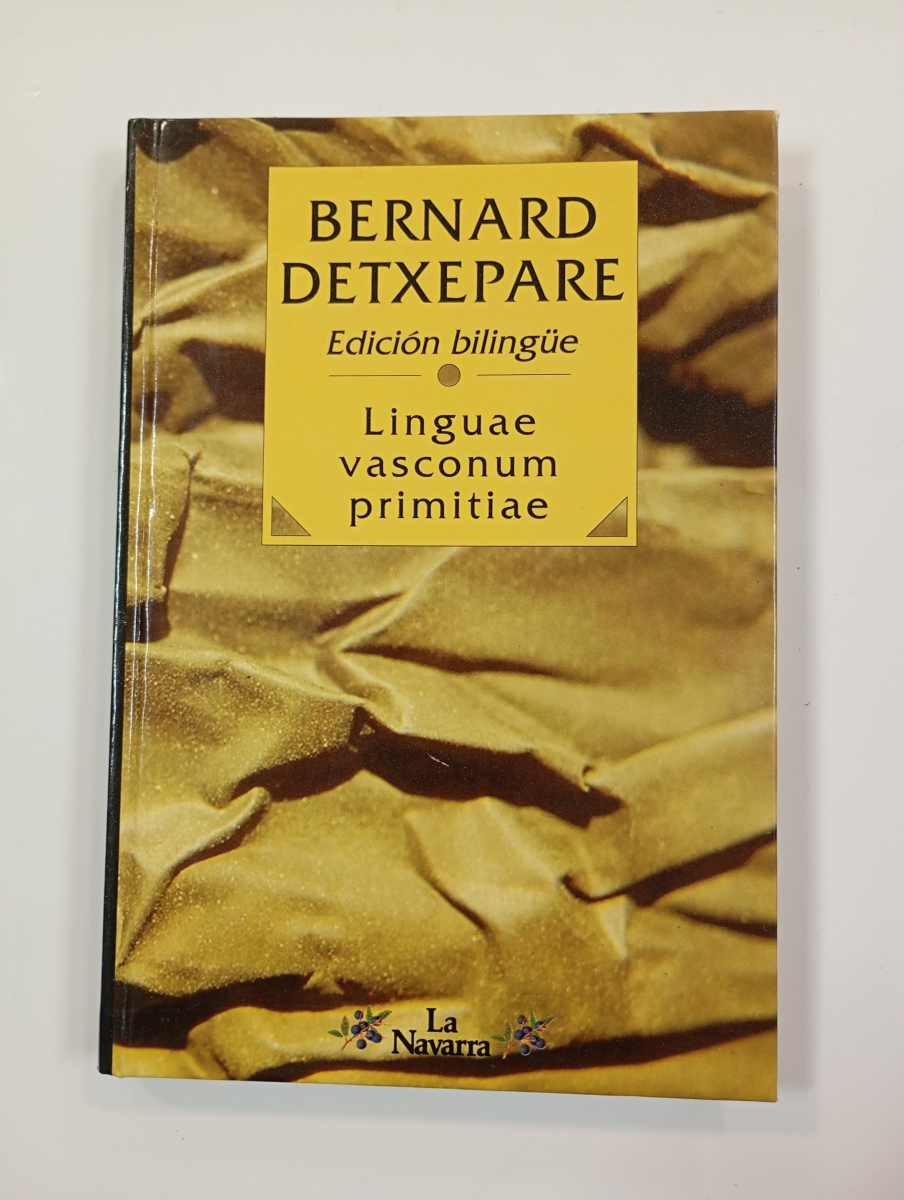 BERNARD
DETXEPARE
Edición bilingüe
Linguae
vasconum
primitiae
La
Navarra